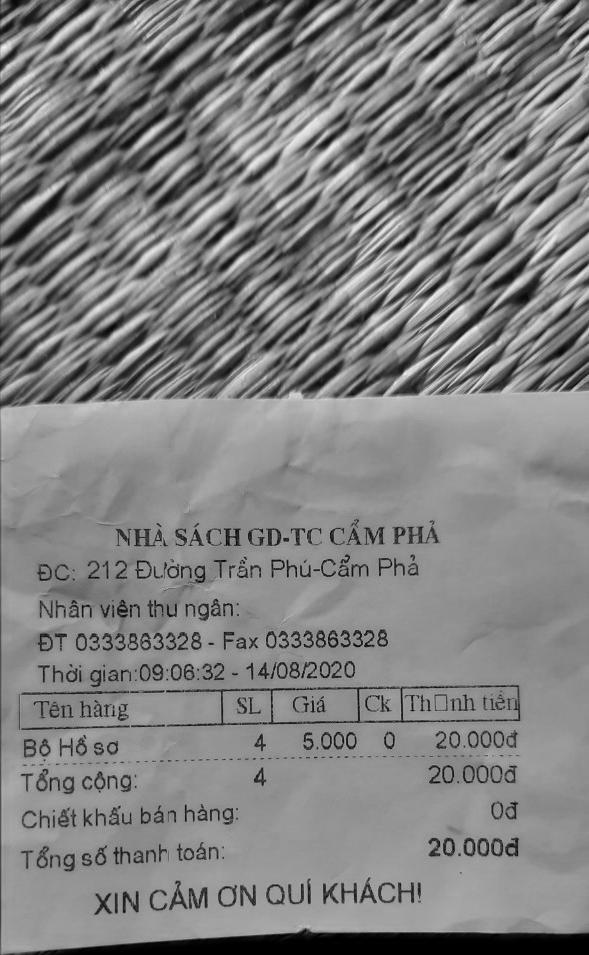 NHÀ SÁCH GD-TC CẨM PHẢ
ĐC: 212 Đường Trần Phú-Cẩm Phả
Nhân viên thu ngân:
ĐT 0333863328 - Fax 0333863328
Thời gian:09:06:32 - 14/08/2020
Tên hàng SL Giá Ck Th□nh tiền
Bộ Hồ sơ 4 5.000 0 20.000đ
Tổng cộng: 4 20.000đ
Chiết khấu bán hàng: 0đ
Tổng số thanh toán: 20.000đ
XIN CẢM ƠN QUÍ KHÁCH!